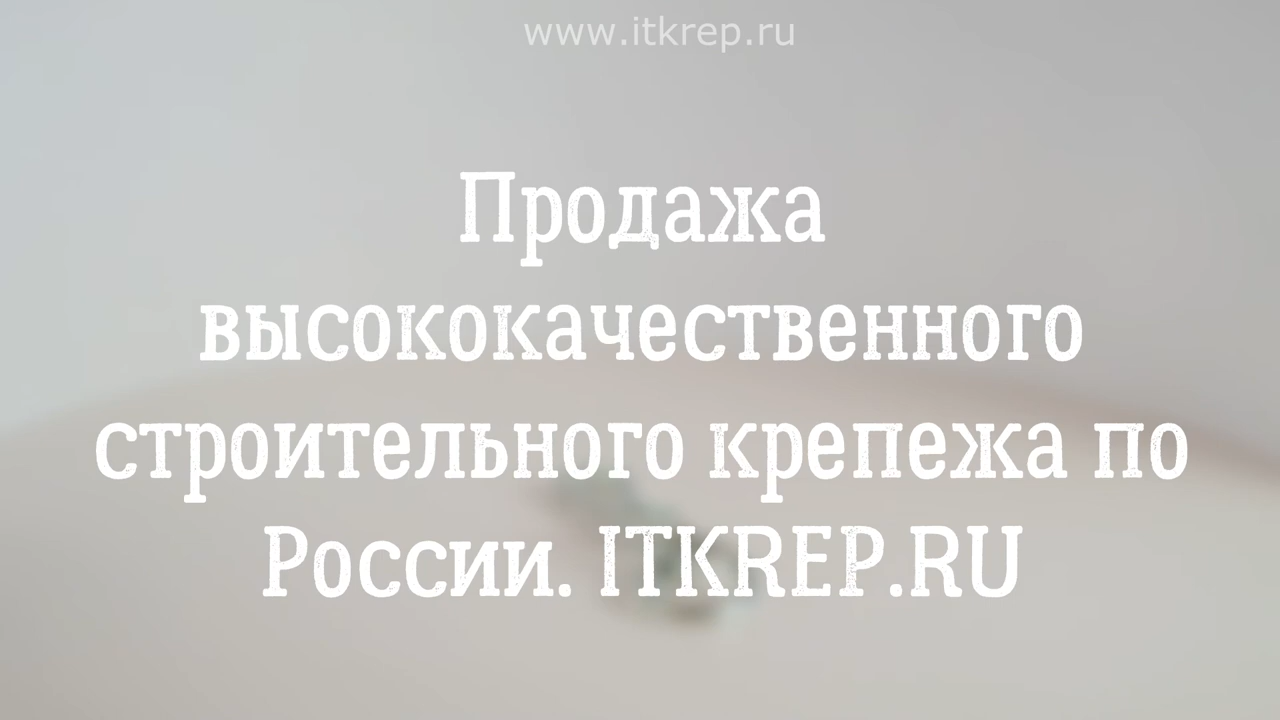 www.itkrep.ru
Продажа
высококачественного
строительного крепежа по
России. ITKREP.RU